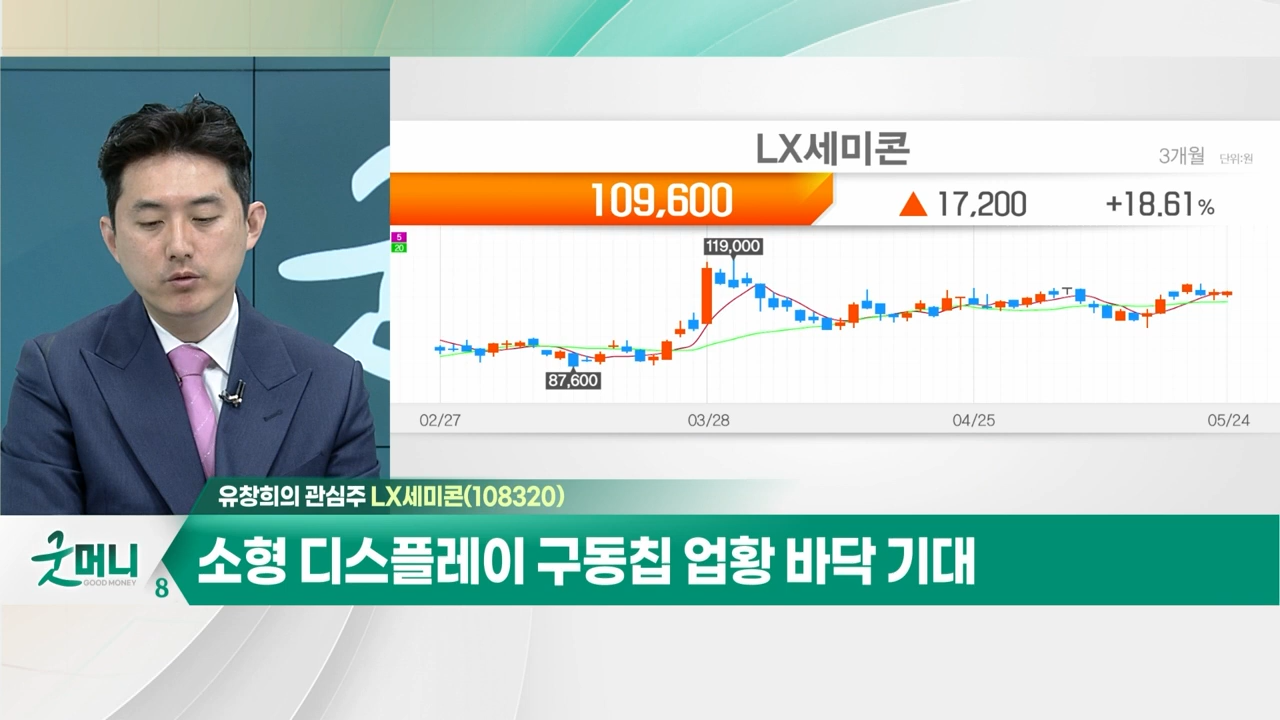 LX세미콘
3개월 단위:원
109,600 ▲ 17,200 +18.61%
5
20
119,000
87,600
02/27 03/28 04/25 05/24
유창희의 관심주 LX세미콘(108320)
굿머니
GOOD MONEY
8
소형 디스플레이 구동칩 업황 바닥 기대